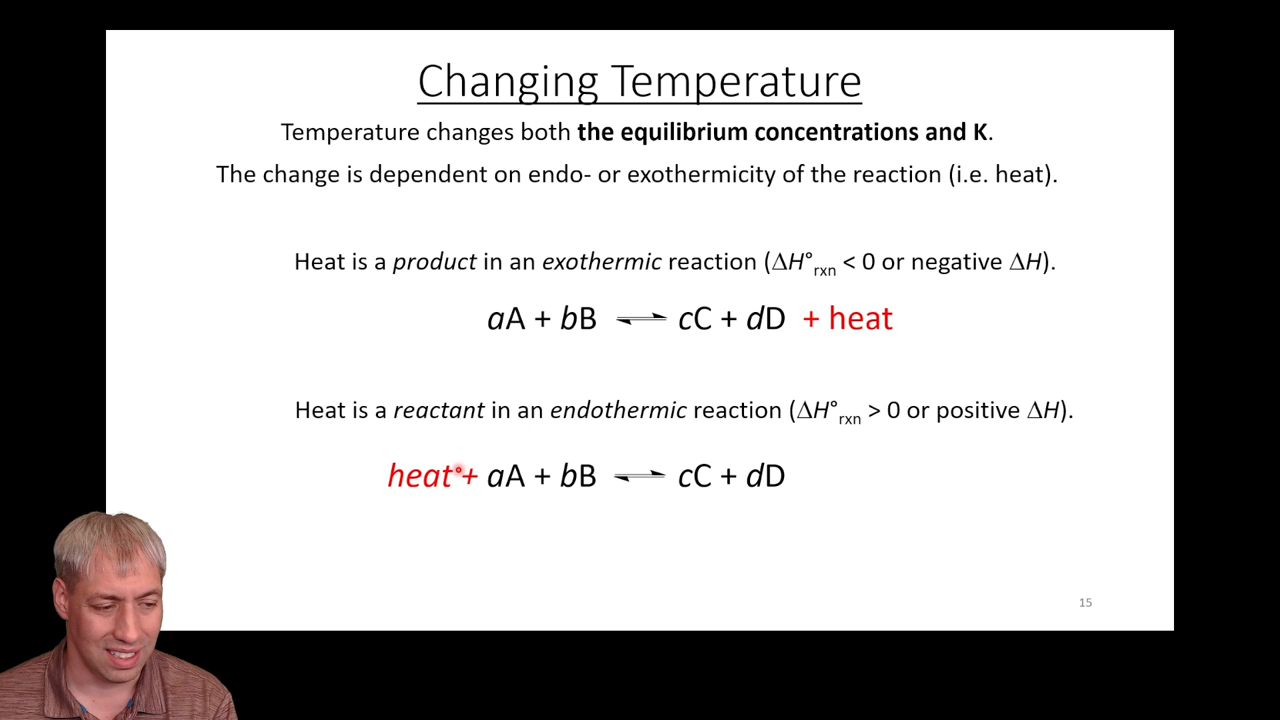 Changing Temperature
Temperature changes both the equilibrium concentrations and K.
The change is dependent on endo- or exothermicity of the reaction (i.e. heat).
Heat is a product in an exothermic reaction (ΔH°rxn < 0 or negative ΔH).
aA + bB ⇌ cC + dD + heat
Heat is a reactant in an endothermic reaction (ΔH°rxn > 0 or positive ΔH).
heat + aA + bB ⇌ cC + dD
15